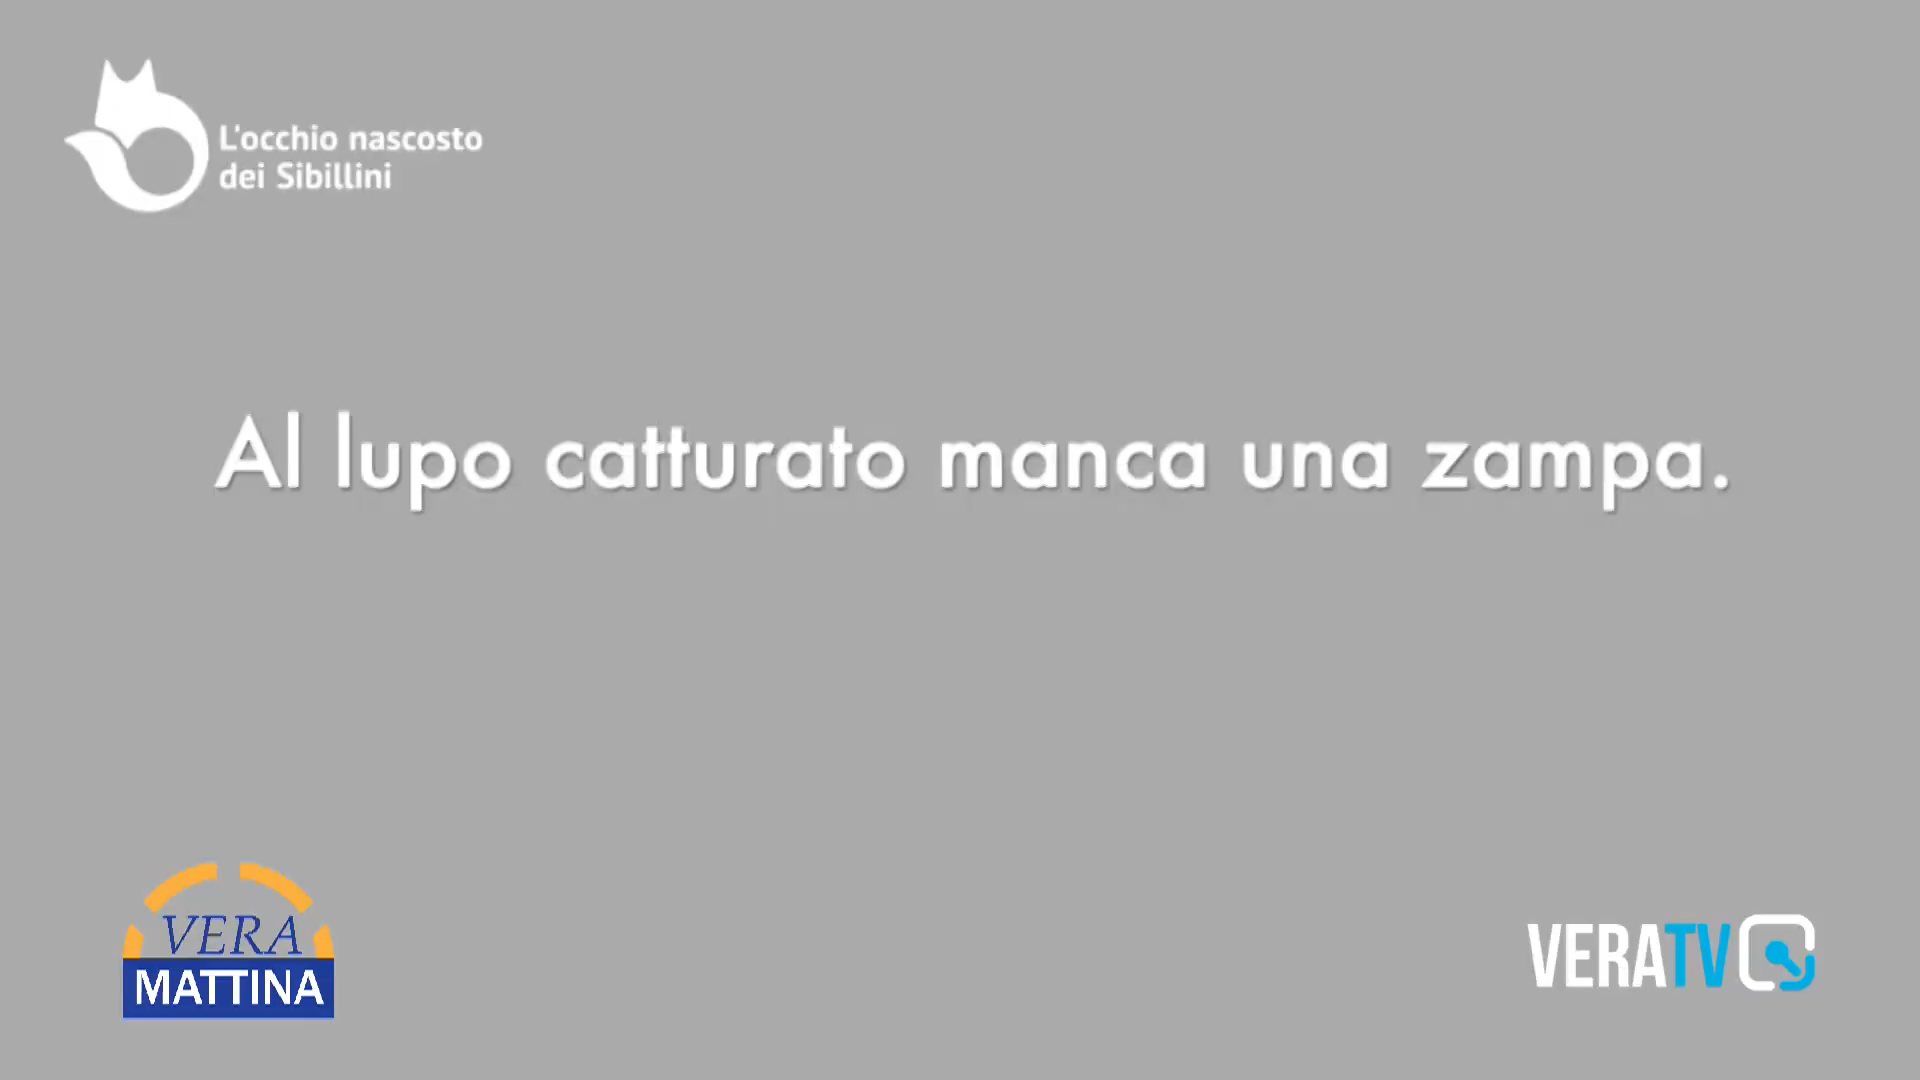 L'occhio nascosto
dei Sibillini
Al lupo catturato manca una zampa.
VERA
MATTINA
VERATV